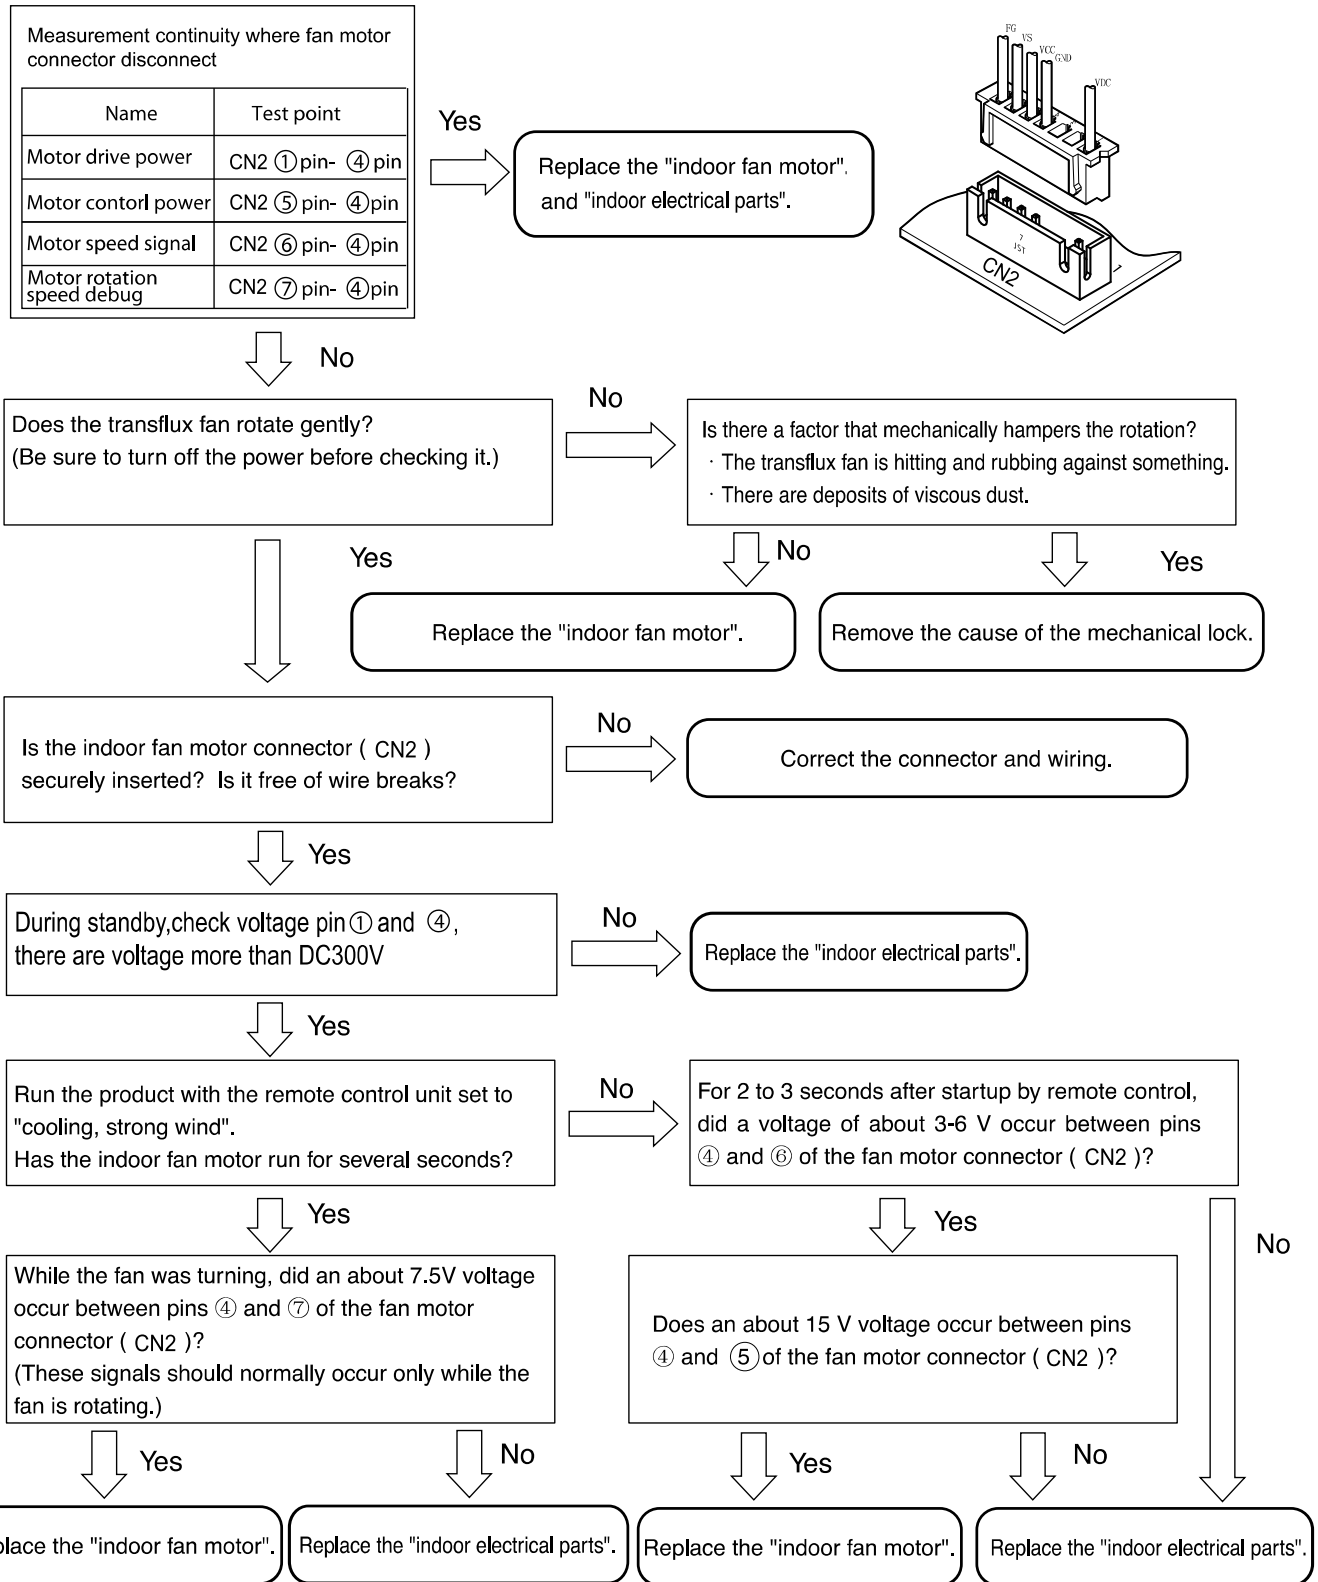 Measurement continuity where fan motor
connector disconnect
Name Test point
Motor drive power CN2 ①pin- ④pin
Motor contorl power CN2 ⑤pin- ④pin
Motor speed signal CN2 ⑥pin- ④pin
Motor rotation
speed debug CN2 ⑦pin- ④pin
Yes
Replace the "indoor fan motor".
and "indoor electrical parts".
FG
VS
VCC
GND
VDC
7
JST
CN2
1
No
Does the transflux fan rotate gently?
(Be sure to turn off the power before checking it.)
No
Is there a factor that mechanically hampers the rotation?
· The transflux fan is hitting and rubbing against something.
· There are deposits of viscous dust.
Yes
No
Yes
Replace the "indoor fan motor".
Remove the cause of the mechanical lock.
Is the indoor fan motor connector ( CN2 )
securely inserted? Is it free of wire breaks?
No
Correct the connector and wiring.
Yes
During standby,check voltage pin① and ④,
there are voltage more than DC300V
No
Replace the "indoor electrical parts".
Yes
Run the product with the remote control unit set to
"cooling, strong wind".
Has the indoor fan motor run for several seconds?
No
For 2 to 3 seconds after startup by remote control,
did a voltage of about 3-6 V occur between pins
④ and ⑥ of the fan motor connector ( CN2 )?
Yes
Yes
No
While the fan was turning, did an about 7.5V voltage
occur between pins ④ and ⑦ of the fan motor
connector ( CN2 )?
(These signals should normally occur only while the
fan is rotating.)
Does an about 15 V voltage occur between pins
④ and ⑤of the fan motor connector ( CN2 )?
Yes
No
Yes
No
place the "indoor fan motor".
Replace the "indoor electrical parts".
Replace the "indoor fan motor".
Replace the "indoor electrical parts".